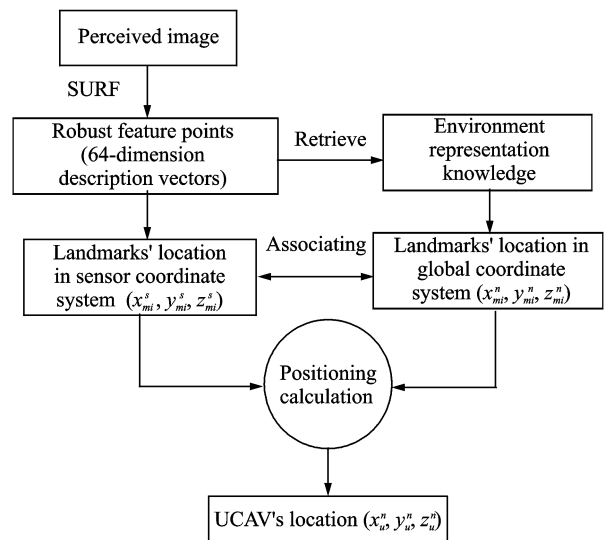 Perceived image
SURF
Robust feature points
(64-dimension
description vectors)
Retrieve
Environment
representation
knowledge
Landmarks' location
in sensor coordinate
system (x^s_mi, y^s_mi, z^s_mi)
Associating
Landmarks' location in
global coordinate
system (x^n_mi, y^n_mi, z^n_mi)
Positioning
calculation
UCAV's location (x^n_u, y^n_u, z^n_u)